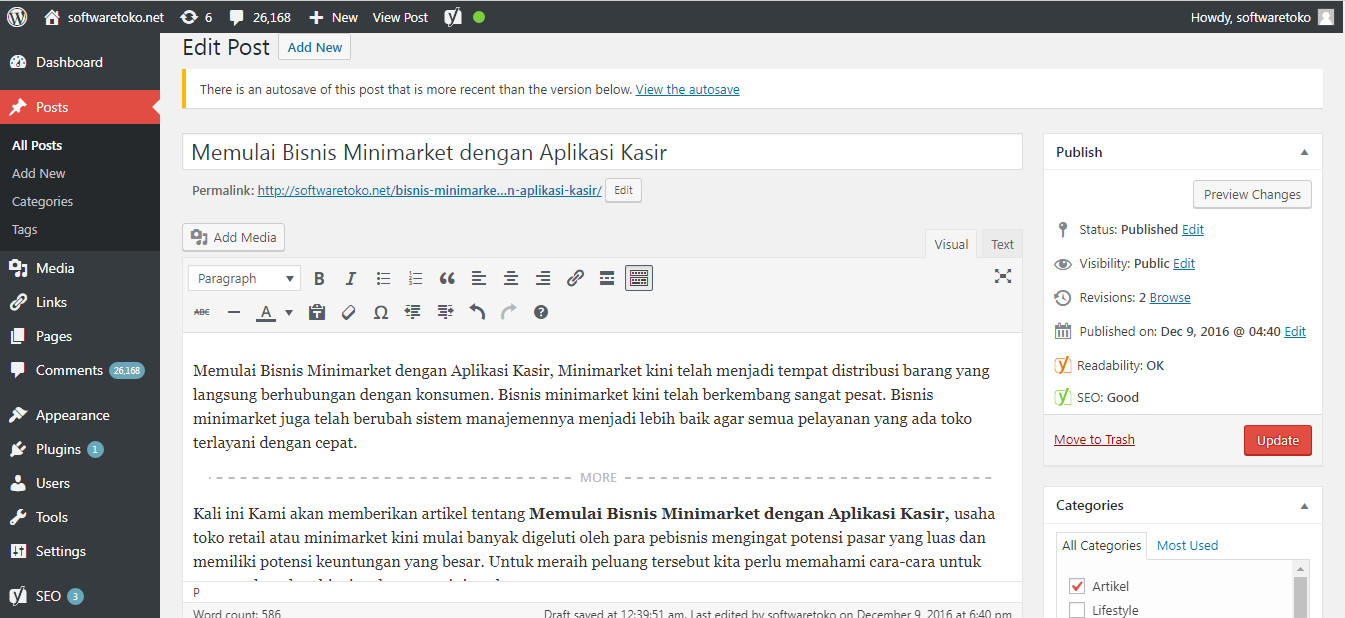 softwaretoko.net 6 26,168 New View Post Howdy, softwaretoko
Dashboard
Posts
All Posts
Add New
Categories
Tags
Media
Links
Pages
Comments 26,168
Appearance
Plugins 1
Users
Tools
Settings
SEO 3
Edit Post Add New
There is an autosave of this post that is more recent than the version below. View the autosave
Memulai Bisnis Minimarket dengan Aplikasi Kasir
Permalink: http://softwaretoko.net/bisnis-minimarke...n-aplikasi-kasir/ Edit
Add Media
Visual Text
Paragraph
ABC
Memulai Bisnis Minimarket dengan Aplikasi Kasir, Minimarket kini telah menjadi tempat distribusi barang yang
langsung berhubungan dengan konsumen. Bisnis minimarket kini telah berkembang sangat pesat. Bisnis
minimarket juga telah berubah sistem manajemennya menjadi lebih baik agar semua pelayanan yang ada toko
terlayani dengan cepat.
MORE
Kali ini Kami akan memberikan artikel tentang Memulai Bisnis Minimarket dengan Aplikasi Kasir, usaha
toko retail atau minimarket kini mulai banyak digeluti oleh para pebisnis mengingat potensi pasar yang luas dan
memiliki potensi keuntungan yang besar. Untuk meraih peluang tersebut kita perlu memahami cara-cara untuk
P
Word count: 586 Draft saved at 12:39:51 am. Last edited by softwaretoko on December 9, 2016 at 6:40 pm
Publish
Preview Changes
Status: Published Edit
Visibility: Public Edit
Revisions: 2 Browse
Published on: Dec 9, 2016 @ 04:40 Edit
Readability: OK
SEO: Good
Move to Trash Update
Categories
All Categories Most Used
Artikel
Lifestyle